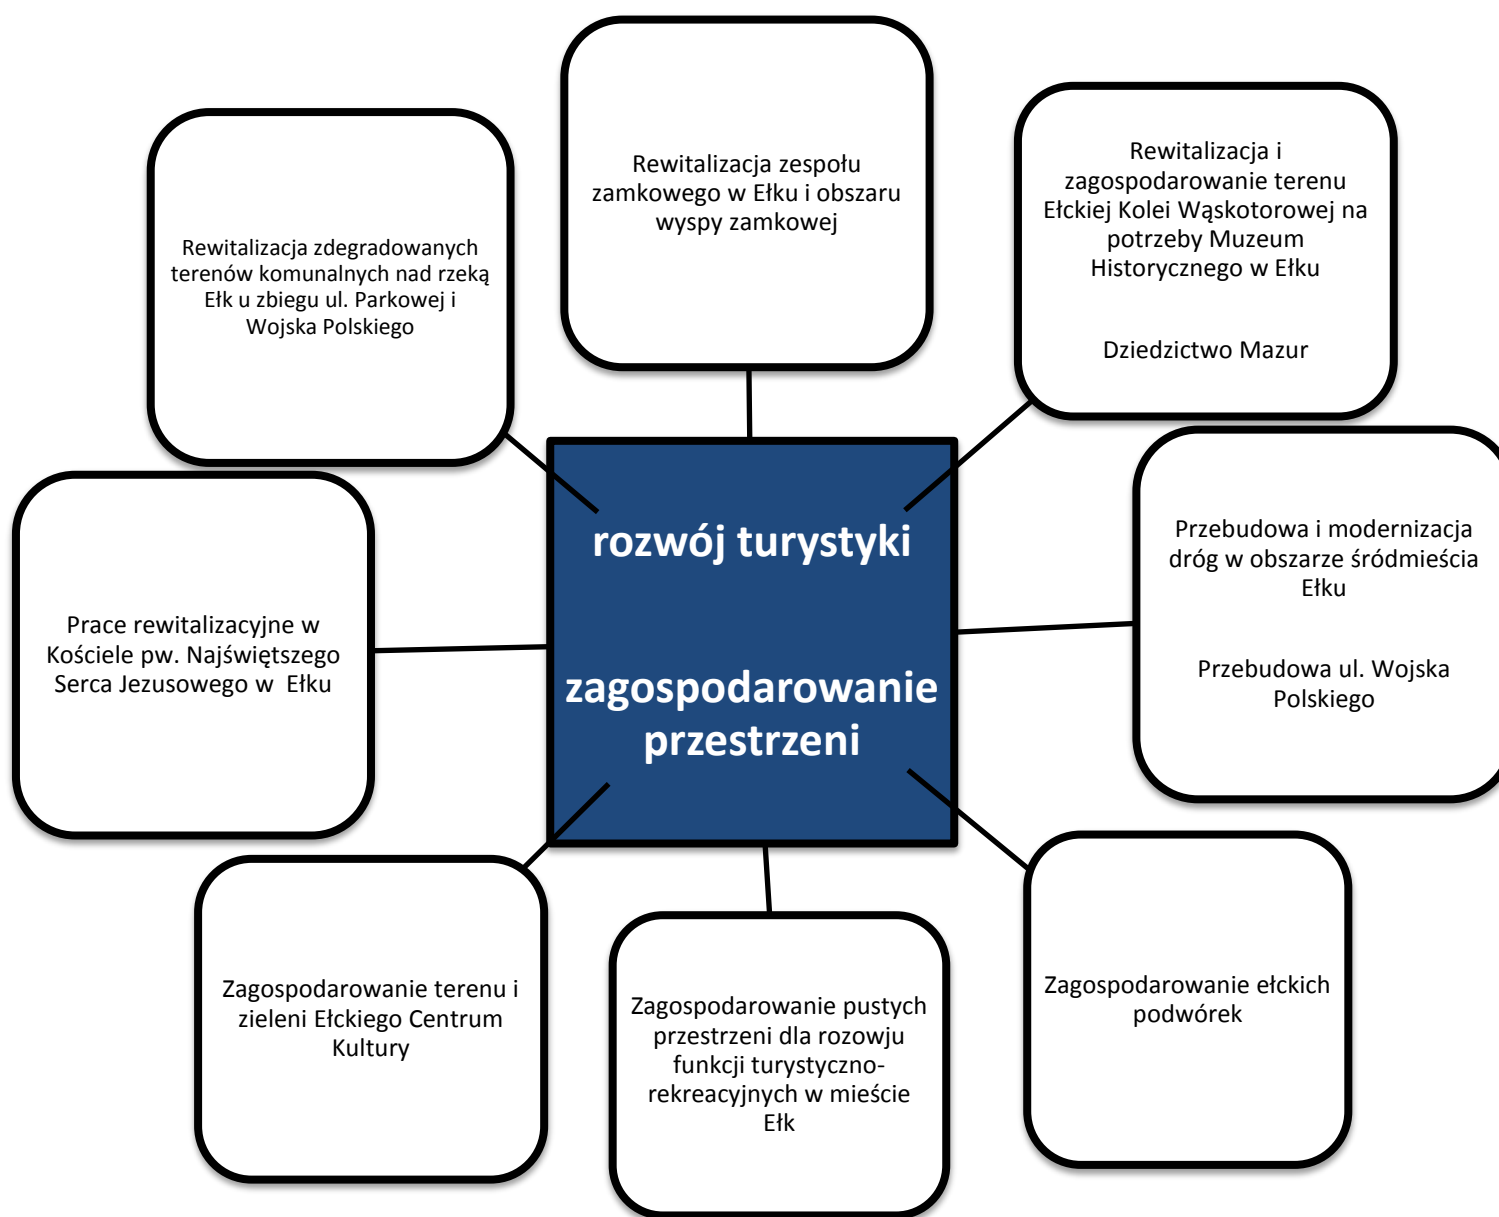 Rewitalizacja zespołu
zamkowego w Ełku i obszaru
wyspy zamkowej
Rewitalizacja i
zagospodarowanie terenu
Ełckiej Kolei Wąskotorowej na
potrzeby Muzeum
Historycznego w Ełku
Dziedzictwo Mazur
Przebudowa i modernizacja
dróg w obszarze śródmieścia
Ełku
Przebudowa ul. Wojska
Polskiego
Zagospodarowanie ełckich
podwórek
Zagospodarowanie pustych
przestrzeni dla rozowju
funkcji turystyczno-
rekreacyjnych w mieście
Ełk
Zagospodarowanie terenu i
zieleni Ełckiego Centrum
Kultury
Prace rewitalizacyjne w
Kościele pw. Najświętszego
Serca Jezusowego w  Ełku
Rewitalizacja zdegradowanych
terenów komunalnych nad rzeką
Ełk u zbiegu ul. Parkowej i
Wojska Polskiego
rozwój turystyki
zagospodarowanie
przestrzeni